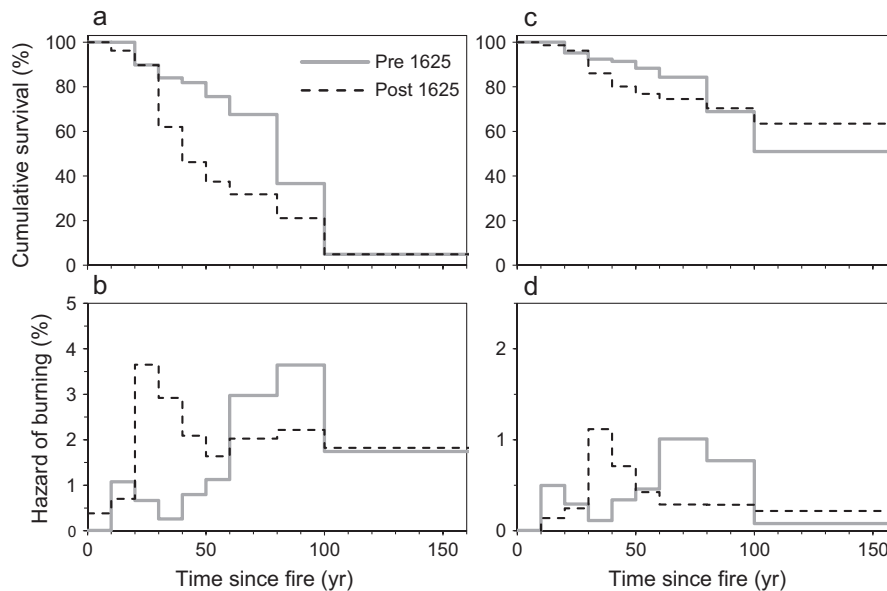 a
Cumulative survival (%)
100
80
60
40
20
0
Pre 1625
Post 1625
c
100
80
60
40
20
0
b
Hazard of burning (%)
5
4
3
2
1
0
0 50 100 150
Time since fire (yr)
d
2
1
0
0 50 100 150
Time since fire (yr)